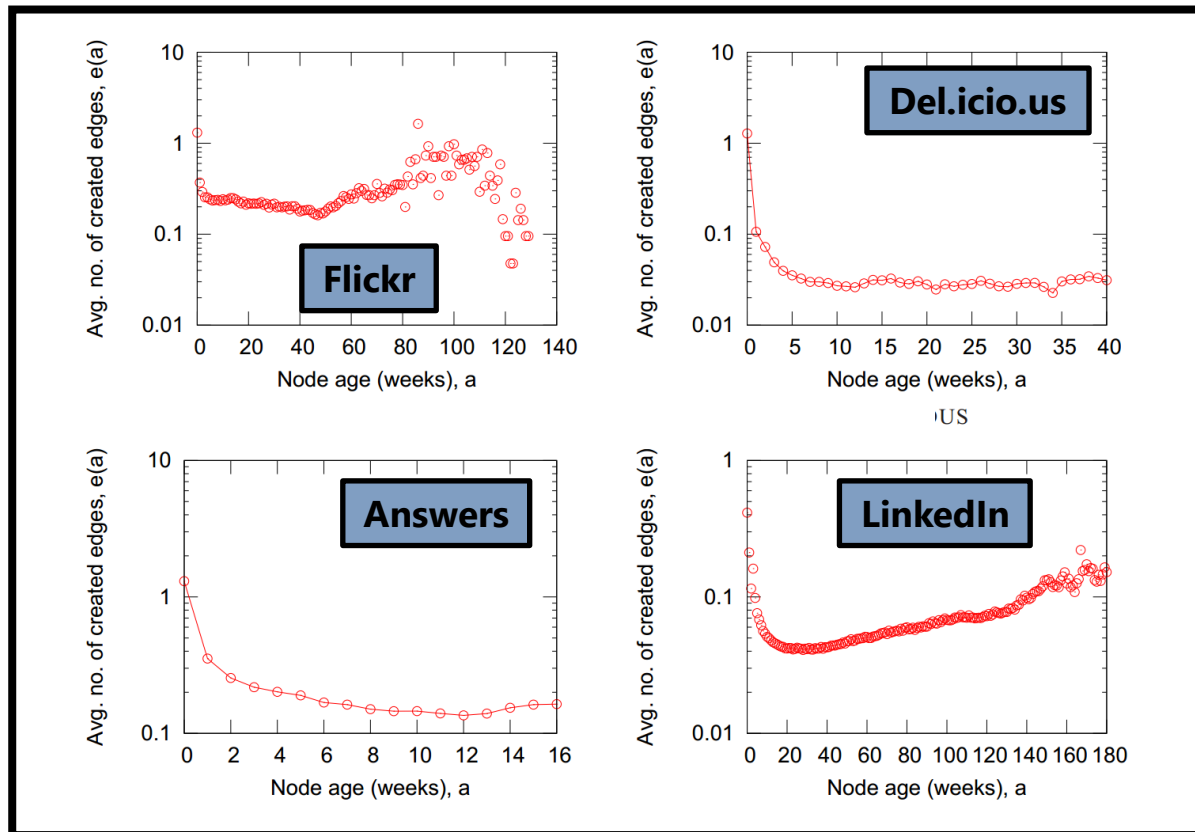 Avg. no. of created edges, e(a)
10
1
0.1
0.01
Flickr
0 20 40 60 80 100 120 140
Node age (weeks), a
Avg. no. of created edges, e(a)
10
1
0.1
0.01
Del.icio.us
0 5 10 15 20 25 30 35 40
Node age (weeks), a
US
Avg. no. of created edges, e(a)
10
1
0.1
Answers
0 2 4 6 8 10 12 14 16
Node age (weeks), a
Avg. no. of created edges, e(a)
1
0.1
0.01
LinkedIn
0 20 40 60 80 100 120 140 160 180
Node age (weeks), a